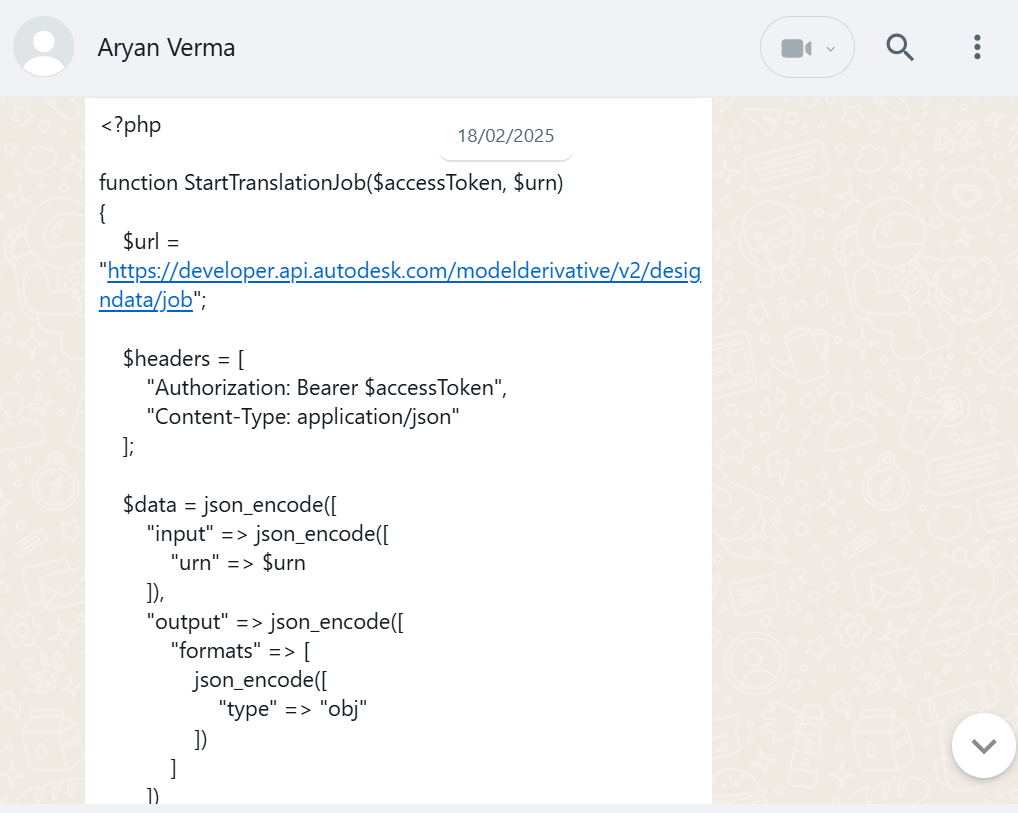 Aryan Verma
18/02/2025
<?php
function StartTranslationJob($accessToken, $urn)
{
    $url =
"https://developer.api.autodesk.com/modelderivative/v2/desig
ndata/job";
    $headers = [
        "Authorization: Bearer $accessToken",
        "Content-Type: application/json"
    ];
    $data = json_encode([
        "input" => json_encode([
            "urn" => $urn
        ]),
        "output" => json_encode([
            "formats" => [
                json_encode([
                    "type" => "obj"
                ])
            ]
        ])